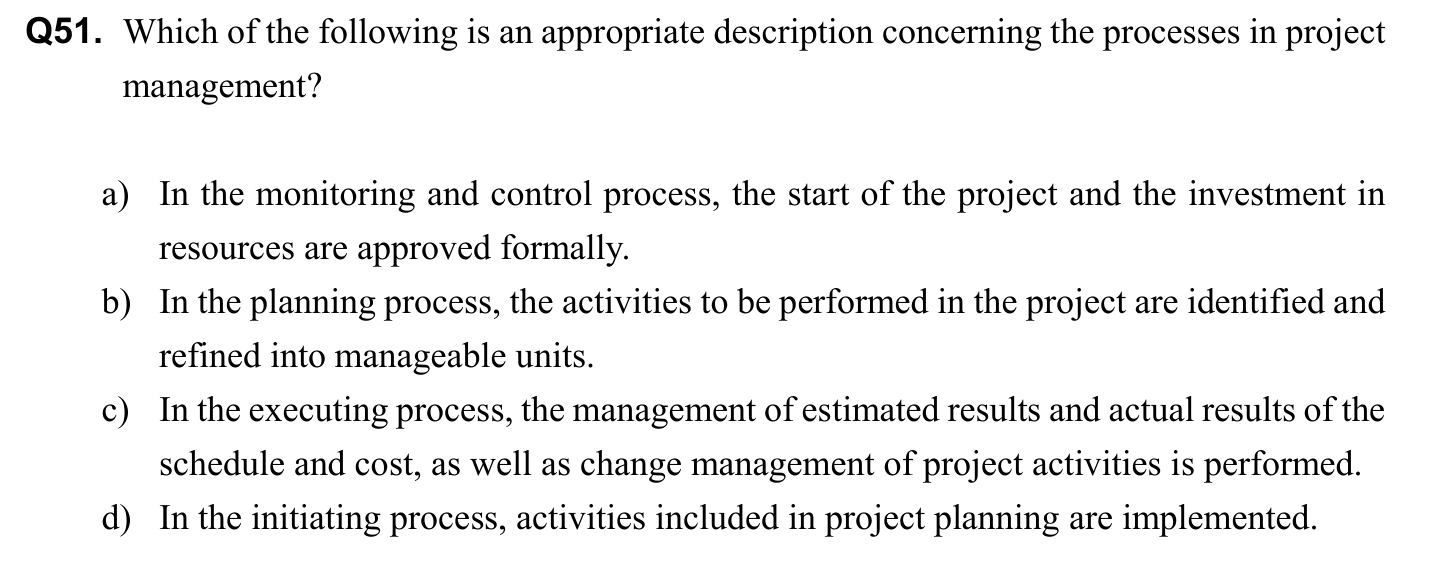 Q51. Which of the following is an appropriate description concerning the processes in project
management?
a) In the monitoring and control process, the start of the project and the investment in
resources are approved formally.
b) In the planning process, the activities to be performed in the project are identified and
refined into manageable units.
c) In the executing process, the management of estimated results and actual results of the
schedule and cost, as well as change management of project activities is performed.
d) In the initiating process, activities included in project planning are implemented.